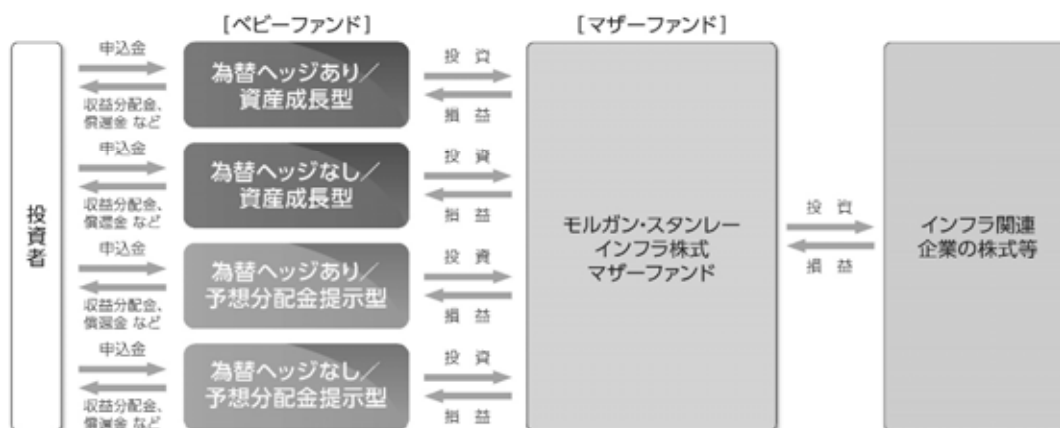 [ベビーファンド]
[マザーファンド]
投資者
申込金
収益分配金、
償還金 など
為替ヘッジあり／
資産成長型
投 資
損 益
申込金
収益分配金、
償還金 など
為替ヘッジなし／
資産成長型
投 資
損 益
申込金
収益分配金、
償還金 など
為替ヘッジあり／
予想分配金提示型
投 資
損 益
申込金
収益分配金、
償還金 など
為替ヘッジなし／
予想分配金提示型
投 資
損 益
モルガン・スタンレー
インフラ株式
マザーファンド
投 資
損 益
インフラ関連
企業の株式等